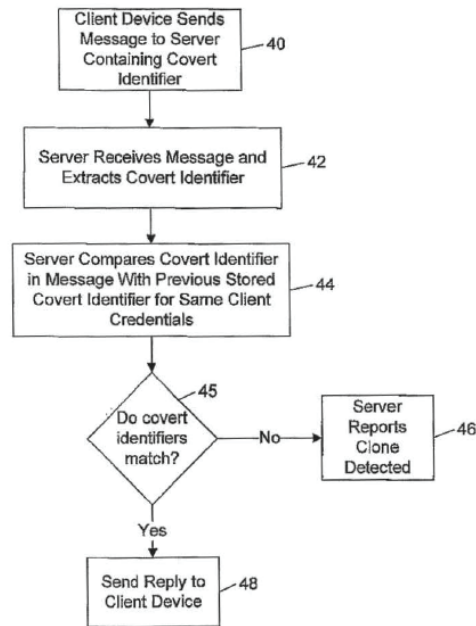 Client Device Sends
Message to Server
Containing Covert
Identifier
40
Server Receives Message and
Extracts Covert Identifier
42
Server Compares Covert Identifier
in Message With Previous Stored
Covert Identifier for Same Client
Credentials
44
45
Do covert
identifiers
match?
No
Server
Reports
Clone
Detected
46
Yes
Send Reply to
Client Device
48